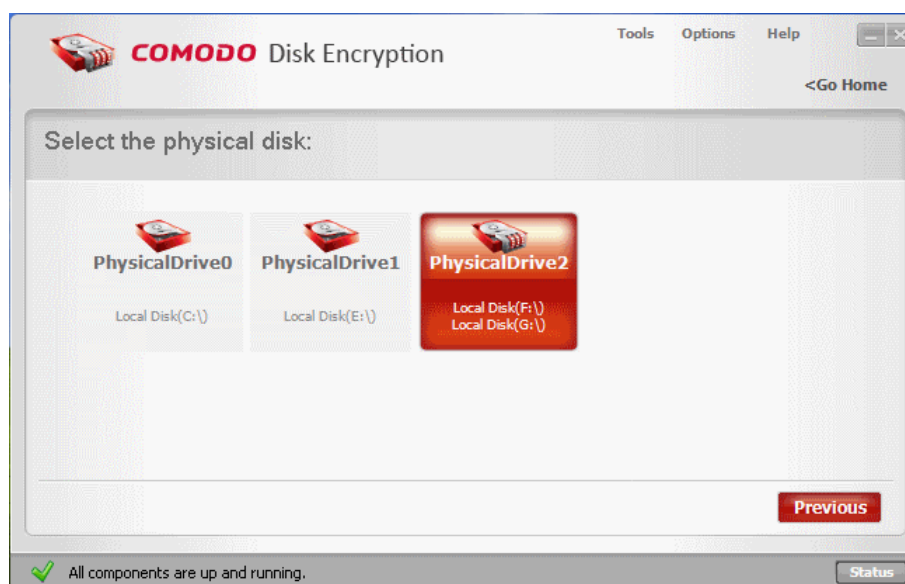 COMODO Disk Encryption
Tools Options Help
<Go Home
Select the physical disk:
PhysicalDrive0 PhysicalDrive1 PhysicalDrive2
Local Disk(C:\) Local Disk(E:\) Local Disk(F:\)
Local Disk(G:\)
Previous
All components are up and running. Status